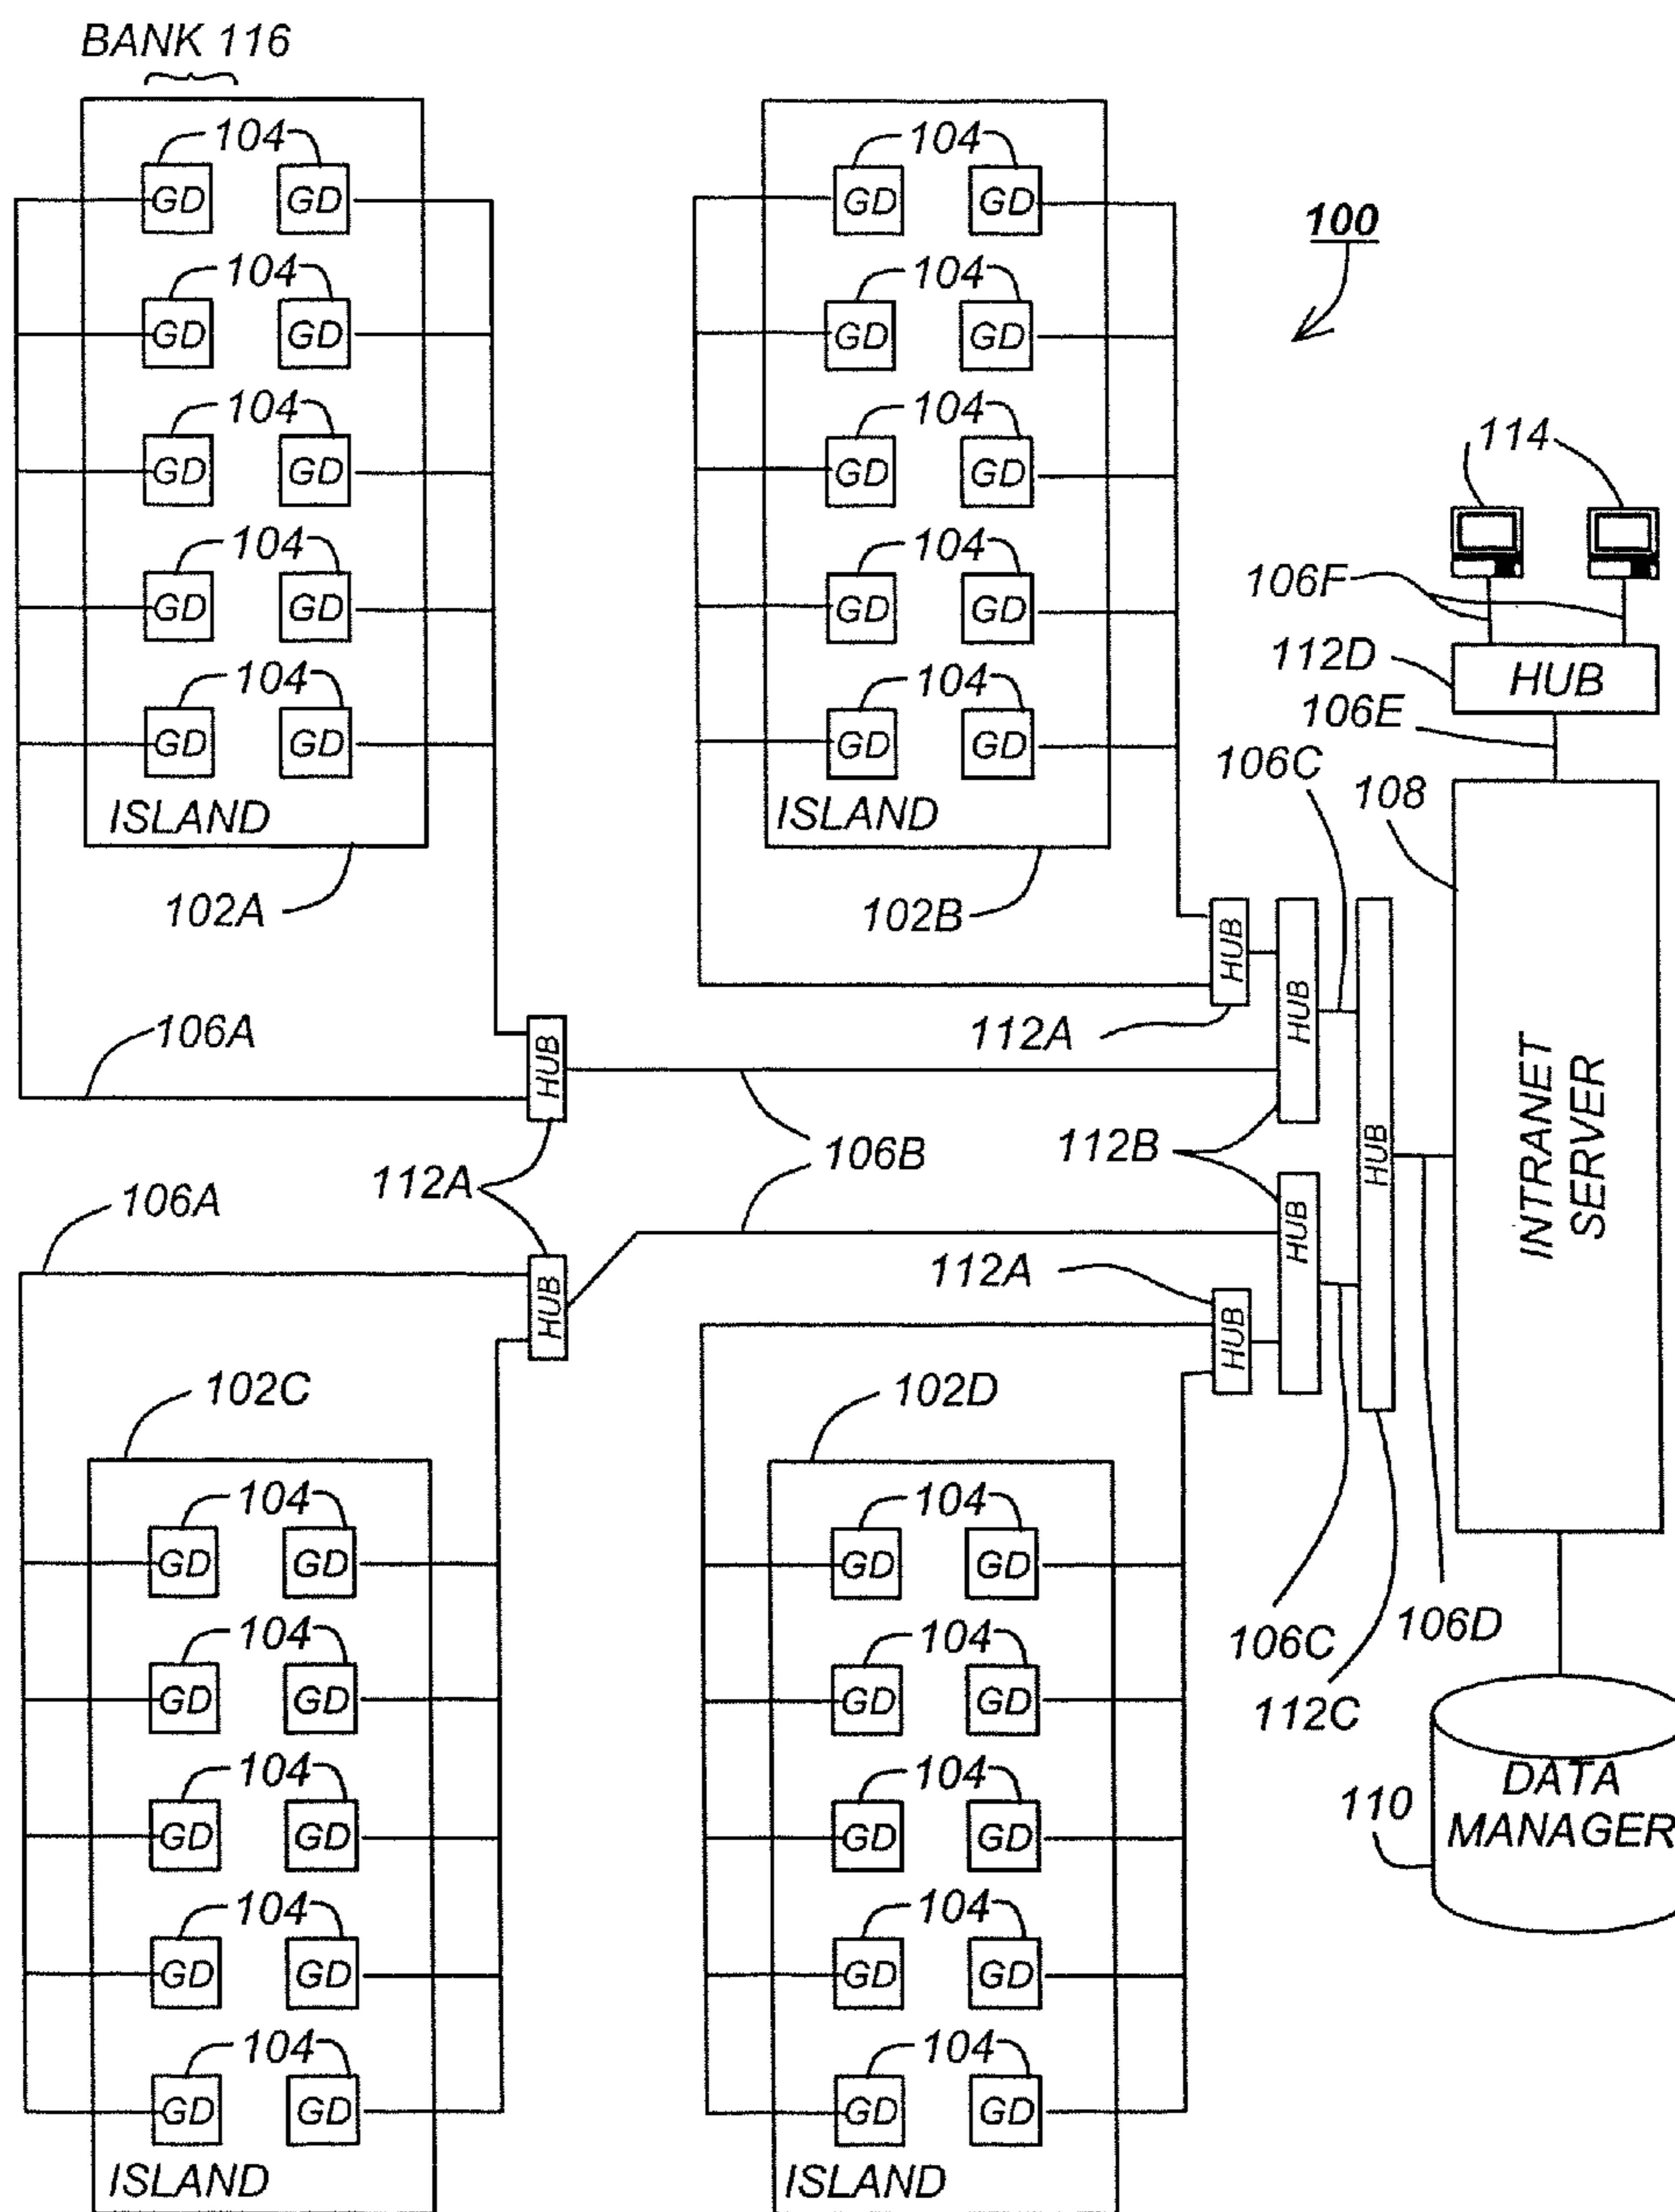 BANK 116
104
GD GD
104
GD GD
104
GD GD
104
GD GD
104
GD GD
ISLAND
102A
104
GD GD
104
GD GD
104
GD GD
104
GD GD
104
GD GD
ISLAND
102B
100
114
106F
112D
HUB
106E
106C
108
HUB
112A
HUB
106A
HUB
112A
106B
112B
HUB
INTRANET
SERVER
106A
HUB
HUB
112A
HUB
102C
104
GD GD
104
GD GD
104
GD GD
104
GD GD
104
GD GD
ISLAND
102D
104
GD GD
104
GD GD
104
GD GD
104
GD GD
104
GD GD
ISLAND
106C
106D
112C
110
DATA
MANAGER